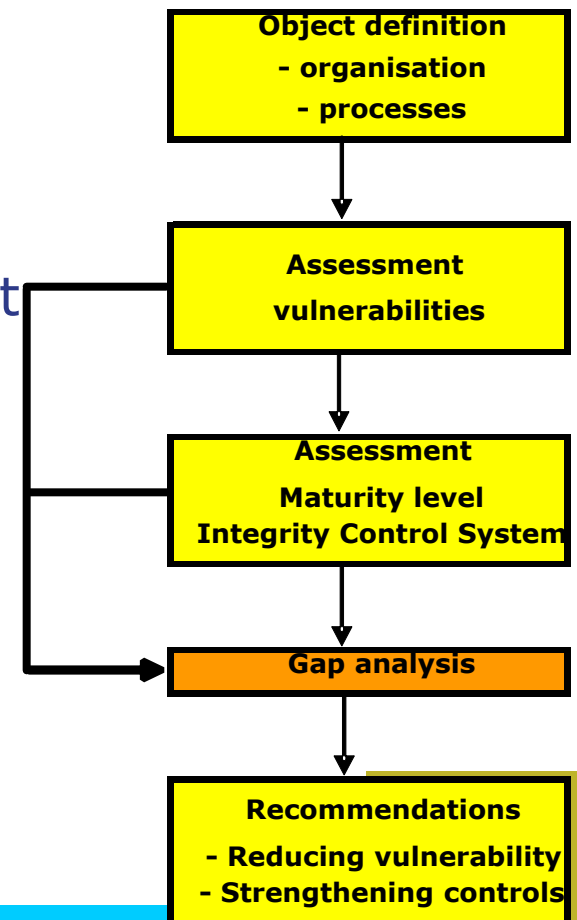 Object definition
- organisation
- processes
t
Assessment
vulnerabilities
Assessment
Maturity level
Integrity Control System
Gap analysis
Recommendations
- Reducing vulnerability
- Strengthening controls